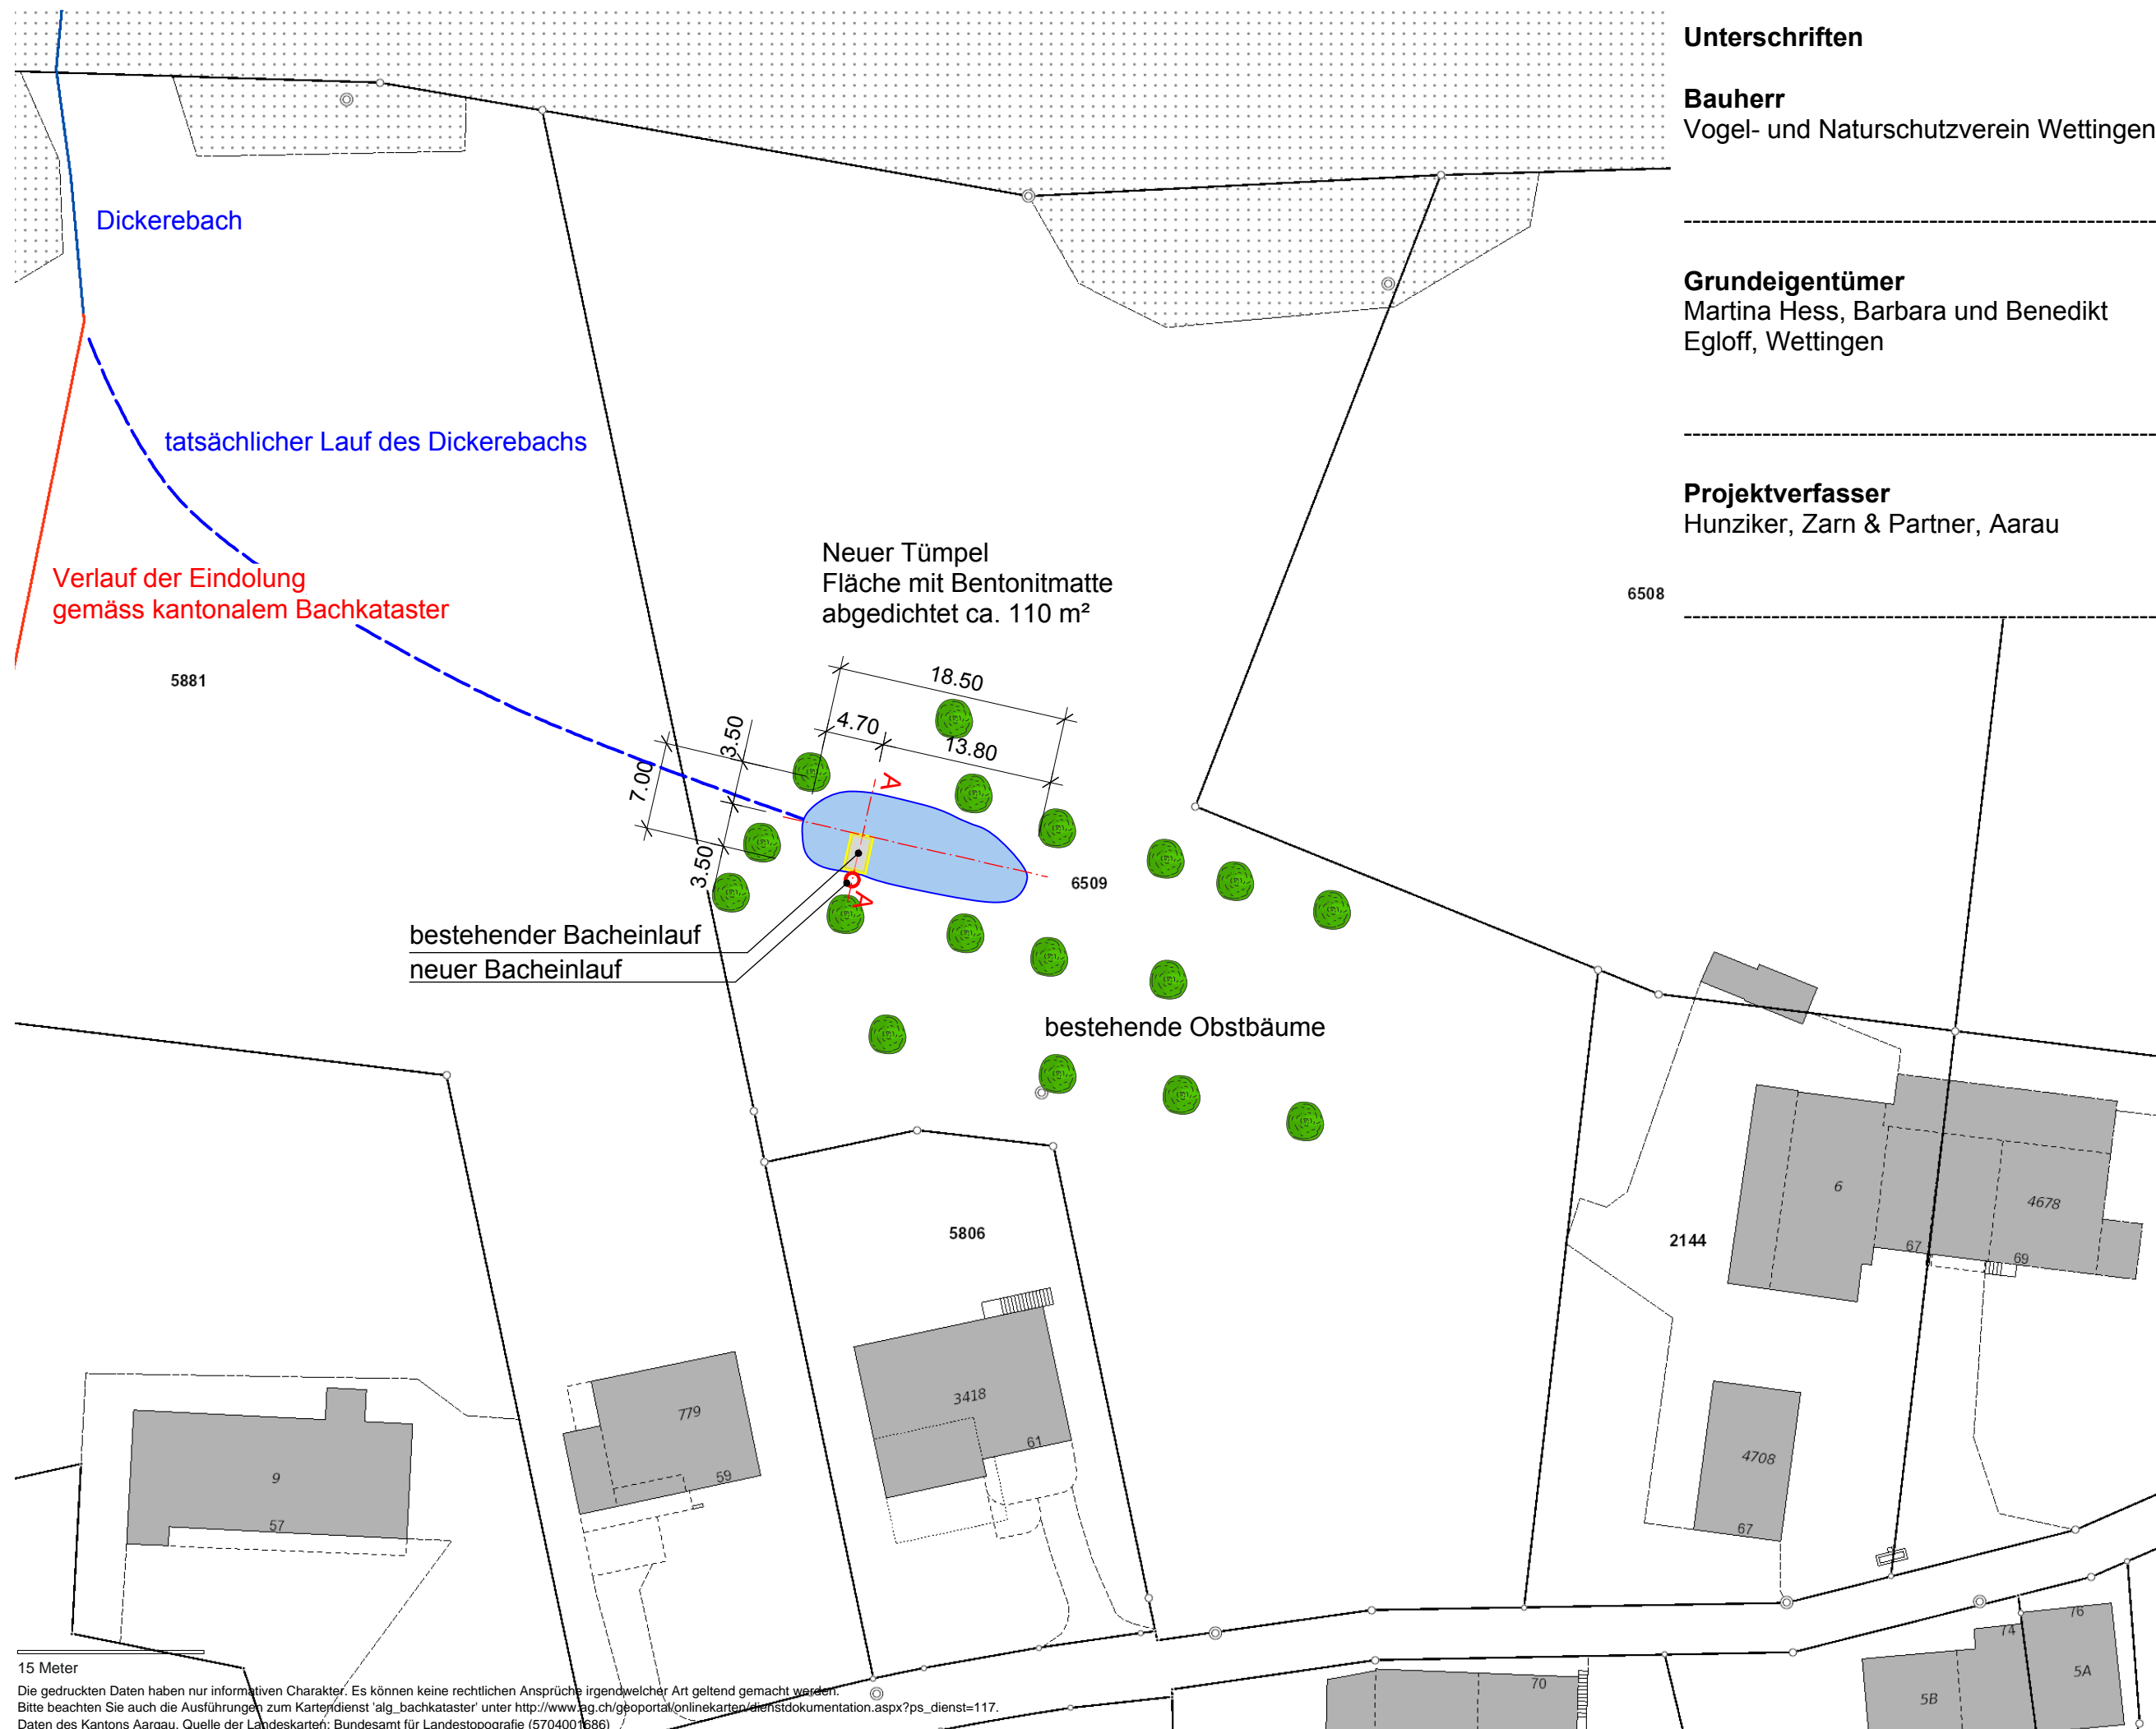 Unterschriften
Bauherr
Vogel- und Naturschutzverein Wettingen
Grundeigentümer
Martina Hess, Barbara und Benedikt
Egloff, Wettingen
Projektverfasser
Hunziker, Zarn & Partner, Aarau
Dickerebach
tatsächlicher Lauf des Dickerebachs
Verlauf der Eindolung
gemäss kantonalem Bachkataster
5881
Neuer Tümpel
Fläche mit Bentonitmatte
abgedichtet ca. 110 m²
6508
18.50
4.70
13.80
3.50
7.00
3.50
A
A
6509
bestehender Bacheinlauf
neuer Bacheinlauf
bestehende Obstbäume
5806
2144
6
4678
67
69
3418
61
779
59
9
57
4708
67
70
74
76
5A
5B
15 Meter
Die gedruckten Daten haben nur informativen Charakter. Es können keine rechtlichen Ansprüche irgendwelcher Art geltend gemacht werden.
Bitte beachten Sie auch die Ausführungen zum Kartendienst 'alg_bachkataster' unter http://www.ag.ch/geoportal/onlinekarten/dienstdokumentation.aspx?ps_dienst=117.
Daten des Kantons Aargau, Quelle der Landeskarten: Bundesamt für Landestopografie (5704001686)